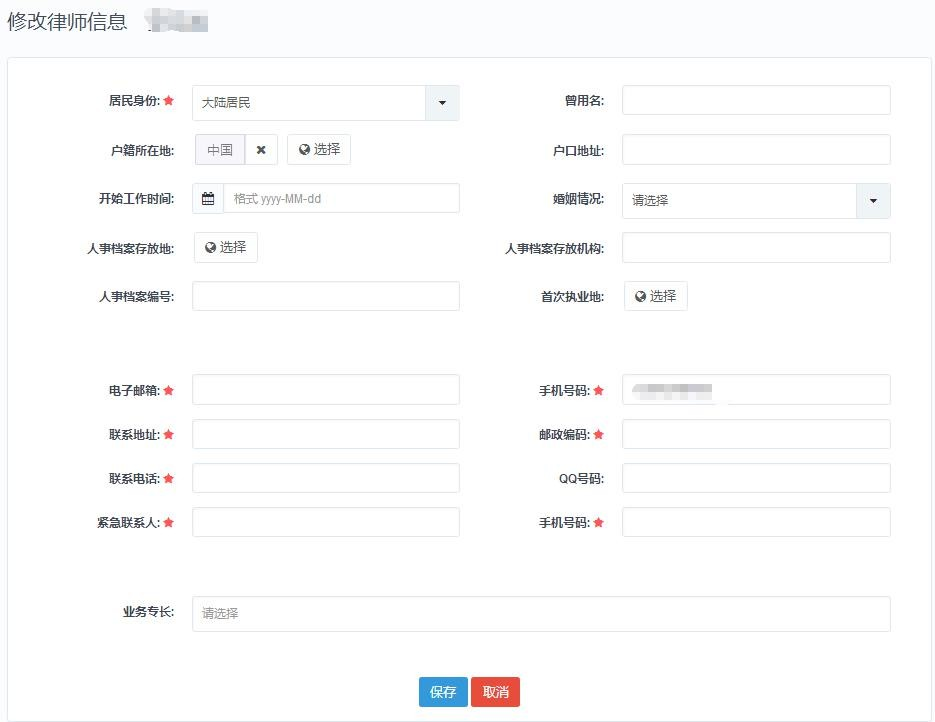 修改律师信息
居民身份: 大陆居民 曾用名:
户籍所在地: 中国 选择 户口地址:
开始工作时间: 格式 yyyy-MM-dd 婚姻情况: 请选择
人事档案存放地: 选择 人事档案存放机构:
人事档案编号: 首次执业地: 选择
电子邮箱: 手机号码:
联系地址: 邮政编码:
联系电话: QQ号码:
紧急联系人: 手机号码:
业务专长: 请选择
保存 取消